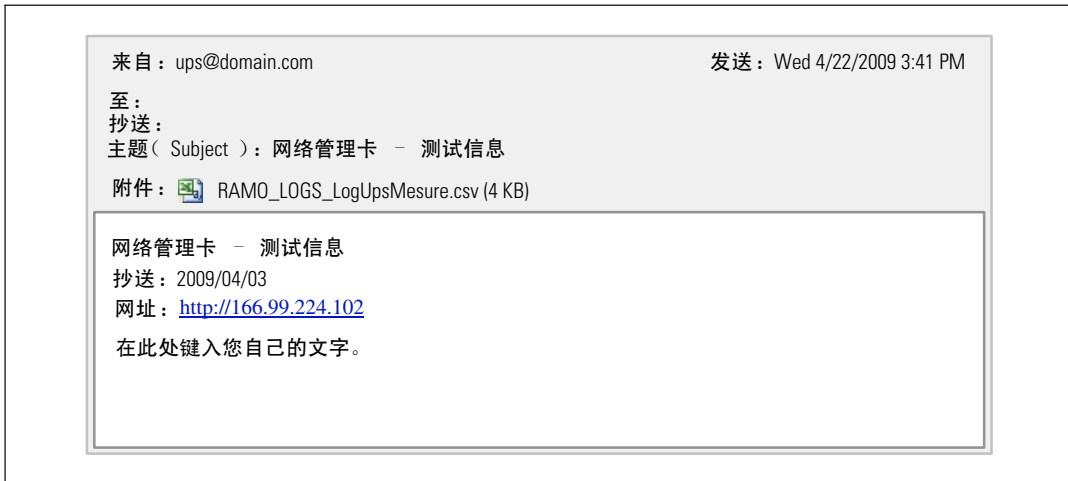 来自：ups@domain.com 发送：Wed 4/22/2009 3:41 PM
至：
抄送：
主题（ Subject ）：网络管理卡 – 测试信息
附件： RAMO_LOGS_LogUpsMesure.csv (4 KB)
网络管理卡 – 测试信息
抄送：2009/04/03
网址：http://166.99.224.102
在此处键入您自己的文字。